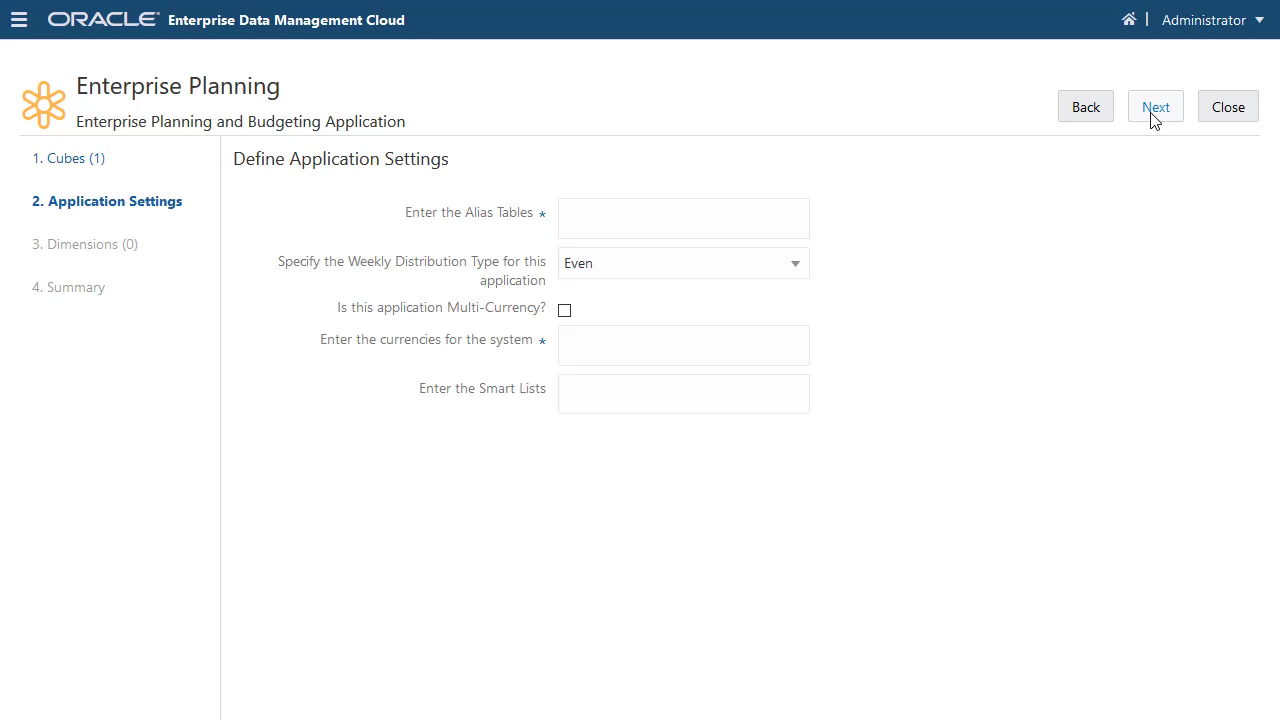 ORACLE® Enterprise Data Management Cloud
Administrator
Enterprise Planning
Enterprise Planning and Budgeting Application
Back
Next
Close
1. Cubes (1)
2. Application Settings
3. Dimensions (0)
4. Summary
Define Application Settings
Enter the Alias Tables *
Specify the Weekly Distribution Type for this
application
Even
Is this application Multi-Currency?
Enter the currencies for the system *
Enter the Smart Lists